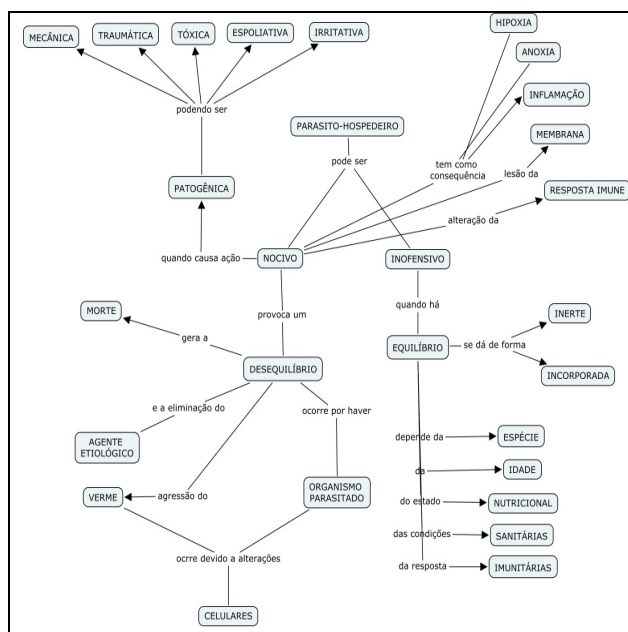 HIPOXIA
MECÂNICA
TRAUMÁTICA
TÓXICA
ESPOLIATIVA
IRRITATIVA
ANOXIA
INFLAMAÇÃO
podendo ser
PARASITO-HOSPEDEIRO
MEMBRANA
pode ser
tem como
consequência
lesão da
PATOGÊNICA
RESPOSTA IMUNE
alteração da
quando causa ação
NOCIVO
INOFENSIVO
quando há
MORTE
provoca um
INERTE
gera a
EQUILÍBRIO
se dá de forma
DESEQUILÍBRIO
INCORPORADA
e a eliminação do
ocorre por haver
AGENTE
ETIOLÓGICO
depende da
ESPÉCIE
da
IDADE
VERME
agressão do
ORGANISMO
PARASITADO
do estado
NUTRICIONAL
das condições
SANITÁRIAS
ocrre devido a alterações
da resposta
IMUNITÁRIAS
CELULARES